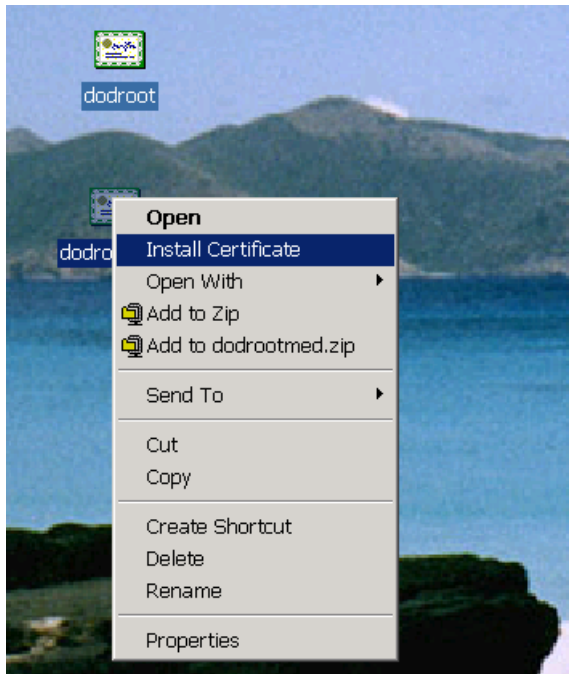 dodroot
dodro
Open
Install Certificate
Open With
Add to Zip
Add to dodrootmed.zip
Send To
Cut
Copy
Create Shortcut
Delete
Rename
Properties